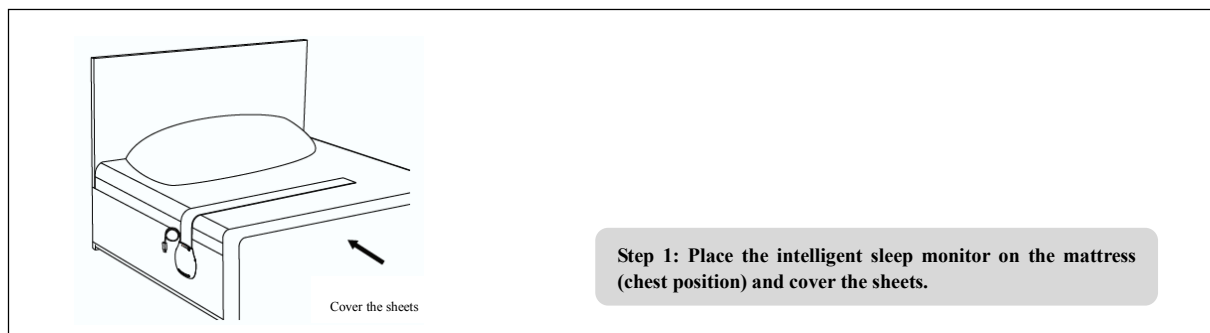 Cover the sheets
Step 1: Place the intelligent sleep monitor on the mattress
(chest position) and cover the sheets.